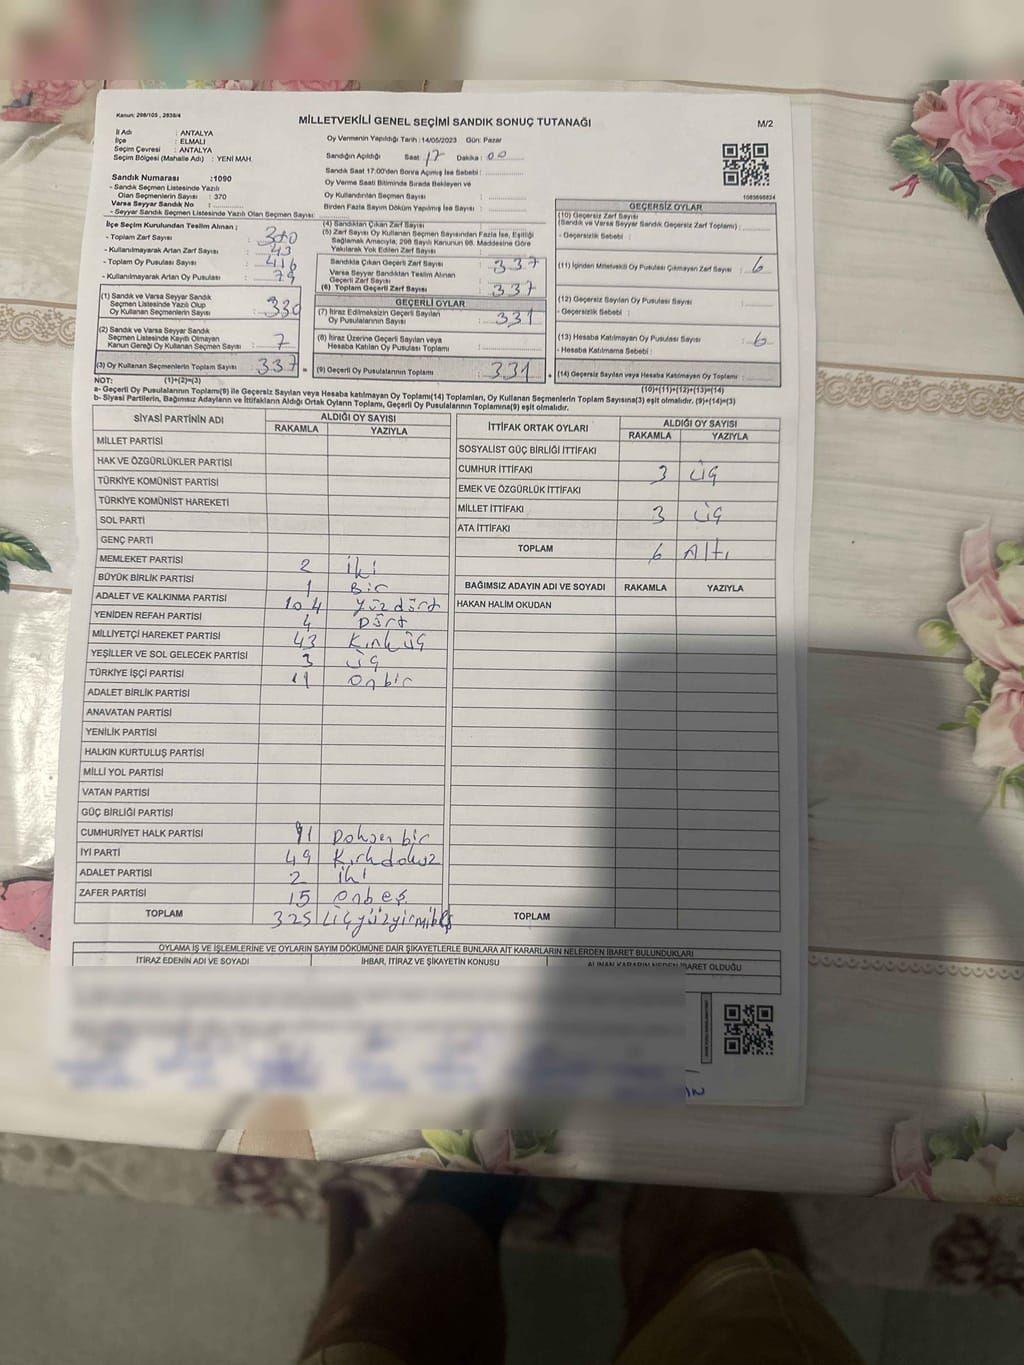 Kanun: 298/105 , 2839/4
MİLLETVEKİLİ GENEL SEÇİMİ SANDIK SONUÇ TUTANAĞI
M/2
İl Adı : ANTALYA
İlçe : ELMALI
Seçim Çevresi : ANTALYA
Seçim Bölgesi (Mahalle Adı) : YENİ MAH.
Oy Vermenin Yapıldığı Tarih :14/05/2023 Gün: Pazar
Sandığın Açıldığı Saat : 17 Dakika : 00
Sandık Saat 17:00'den Sonra Açılmış İse Sebebi :
Oy Verme Saati Bitiminde Sırada Bekleyen ve
Oy Kullandırılan Seçmen Sayısı :
Birden Fazla Sayım Döküm Yapılmış İse Sayısı :
Sandık Numarası :1090
- Sandık Seçmen Listesinde Yazılı
Olan Seçmenlerin Sayısı : 370
Varsa Seyyar Sandık No :
- Seyyar Sandık Seçmen Listesinde Yazılı Olan Seçmen Sayısı:
İlçe Seçim Kurulundan Teslim Alınan ;
- Toplam Zarf Sayısı : 380
- Kullanılmayarak Artan Zarf Sayısı : 43
- Toplam Oy Pusulası Sayısı : 416
- Kullanılmayarak Artan Oy Pusulası : 79
(1) Sandık ve Varsa Seyyar Sandık
Seçmen Listesinde Yazılı Olup
Oy Kullanan Seçmenlerin Sayısı : 330
(2) Sandık ve Varsa Seyyar Sandık
Seçmen Listesinde Kayıtlı Olmayan
Kanun Gereği Oy Kullanan Seçmen Sayısı : 7
(3) Oy Kullanan Seçmenlerin Toplam Sayısı : 337
(4) Sandıktan Çıkan Zarf Sayısı :
(5) Zarf Sayısı Oy Kullanan Seçmen Sayısından Fazla İse, Eşitliği
Sağlamak Amacıyla, 298 Sayılı Kanunun 98. Maddesine Göre
Yakılarak Yok Edilen Zarf Sayısı :
Sandıkta Çıkan Geçerli Zarf Sayısı : 337
Varsa Seyyar Sandıktan Teslim Alınan
Geçerli Zarf Sayısı
(6) Toplam Geçerli Zarf Sayısı : 337
GEÇERLİ OYLAR
(7) İtiraz Edilmeksizin Geçerli Sayılan
Oy Pusulalarının Sayısı : 331
(8) İtiraz Üzerine Geçerli Sayılan veya
Hesaba Katılan Oy Pusulası Toplamı :
(9) Geçerli Oy Pusulalarının Toplamı : 331
1083698824
GEÇERSİZ OYLAR
(10) Geçersiz Zarf Sayısı
(Sandık ve Varsa Seyyar Sandık Geçersiz Zarf Toplamı) :
- Geçersizlik Sebebi :
(11) İçinden Milletvekili Oy Pusulası Çıkmayan Zarf Sayısı : 6
(12) Geçersiz Sayılan Oy Pusulası Sayısı :
- Geçersizlik Sebebi :
(13) Hesaba Katılmayan Oy Pusulası Sayısı : 6
- Hesaba Katılmama Sebebi :
(14) Geçersiz Sayılan veya Hesaba Katılmayan Oy Toplamı :
NOT: (1)+(2)=(3) (10)+(11)+(12)+(13)=(14)
a- Geçerli Oy Pusulalarının Toplamı(9) ile Geçersiz Sayılan veya Hesaba katılmayan Oy Toplamı(14) Toplamları, Oy Kullanan Seçmenlerin Toplam Sayısına(3) eşit olmalıdır. (9)+(14)=(3)
b- Siyasi Partilerin, Bağımsız Adayların ve İttifakların Aldığı Ortak Oyların Toplamı, Geçerli Oy Pusulalarının Toplamına(9) eşit olmalıdır.
SİYASİ PARTİNİN ADI ALDIĞI OY SAYISI
RAKAMLA YAZIYLA
MİLLET PARTİSİ
HAK VE ÖZGÜRLÜKLER PARTİSİ
TÜRKİYE KOMÜNİST PARTİSİ
TÜRKİYE KOMÜNİST HAREKETİ
SOL PARTİ
GENÇ PARTİ
MEMLEKET PARTİSİ 2 iki
BÜYÜK BİRLİK PARTİSİ 1 Bir
ADALET VE KALKINMA PARTİSİ 104 Yüzdört
YENİDEN REFAH PARTİSİ 4 Dört
MİLLİYETÇİ HAREKET PARTİSİ 43 Kırküç
YEŞİLLER VE SOL GELECEK PARTİSİ 3 üç
TÜRKİYE İŞÇİ PARTİSİ 11 onbir
ADALET BİRLİK PARTİSİ
ANAVATAN PARTİSİ
YENİLİK PARTİSİ
HALKIN KURTULUŞ PARTİSİ
MİLLİ YOL PARTİSİ
VATAN PARTİSİ
GÜÇ BİRLİĞİ PARTİSİ
CUMHURİYET HALK PARTİSİ 91 Doksen bir
İYİ PARTİ 49 Kırkdokuz
ADALET PARTİSİ 2 iki
ZAFER PARTİSİ 15 onbeş
TOPLAM 325 üçyüzyirmibeş
İTTİFAK ORTAK OYLARI ALDIĞI OY SAYISI
RAKAMLA YAZIYLA
SOSYALİST GÜÇ BİRLİĞİ İTTİFAKI
CUMHUR İTTİFAKI 3 üç
EMEK VE ÖZGÜRLÜK İTTİFAKI
MİLLET İTTİFAKI 3 üç
ATA İTTİFAKI
TOPLAM 6 Altı
BAĞIMSIZ ADAYIN ADI VE SOYADI RAKAMLA YAZIYLA
HAKAN HALİM OKUDAN
TOPLAM
OYLAMA İŞ VE İŞLEMLERİNE VE OYLARIN SAYIM DÖKÜMÜNE DAİR ŞİKAYETLERLE BUNLARA AİT KARARLARIN NELERDEN İBARET BULUNDUKLARI
İTİRAZ EDENİN ADI VE SOYADI İHBAR, İTİRAZ VE ŞİKAYETİN KONUSU ALINAN KARARIN NEDEN İBARET OLDUĞU